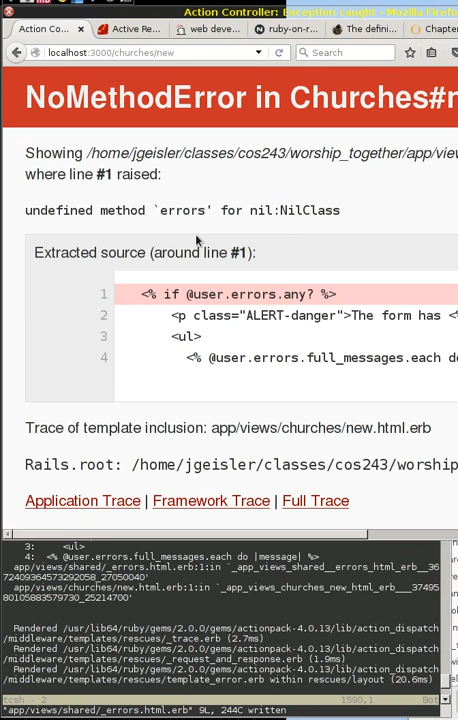 Action Controller: Exception caught - Mozilla Firefo
Action Co...
Active Re...
web deve...
ruby-on-r...
The defini...
Chapter
localhost:3000/churches/new
Search
NoMethodError in Churches#n
Showing /home/jgeisler/classes/cos243/worship_together/app/view
where line #1 raised:
undefined method `errors' for nil:NilClass
Extracted source (around line #1):
1 <% if @user.errors.any? %>
2 <p class="ALERT-danger">The form has <%
3 <ul>
4 <% @user.errors.full_messages.each do
Trace of template inclusion: app/views/churches/new.html.erb
Rails.root: /home/jgeisler/classes/cos243/worship
Application Trace | Framework Trace | Full Trace
3: <ul>
4: <% @user.errors.full_messages.each do |message| %>
app/views/shared/_errors.html.erb:1:in `_app_views_shared__errors_html_erb__36
72409364573292058_27050040'
app/views/churches/new.html.erb:1:in `_app_views_churches_new_html_erb___37495
80105883579730_25214700'
Rendered /usr/lib64/ruby/gems/2.0.0/gems/actionpack-4.0.13/lib/action_dispatch
/middleware/templates/rescues/_trace.erb (2.7ms)
Rendered /usr/lib64/ruby/gems/2.0.0/gems/actionpack-4.0.13/lib/action_dispatch
/middleware/templates/rescues/_request_and_response.erb (1.9ms)
Rendered /usr/lib64/ruby/gems/2.0.0/gems/actionpack-4.0.13/lib/action_dispatch
/middleware/templates/rescues/template_error.erb within rescues/layout (20.6ms)
tcsh - 2 1590,1 Bot
"app/views/shared/_errors.html.erb" 9L, 244C written